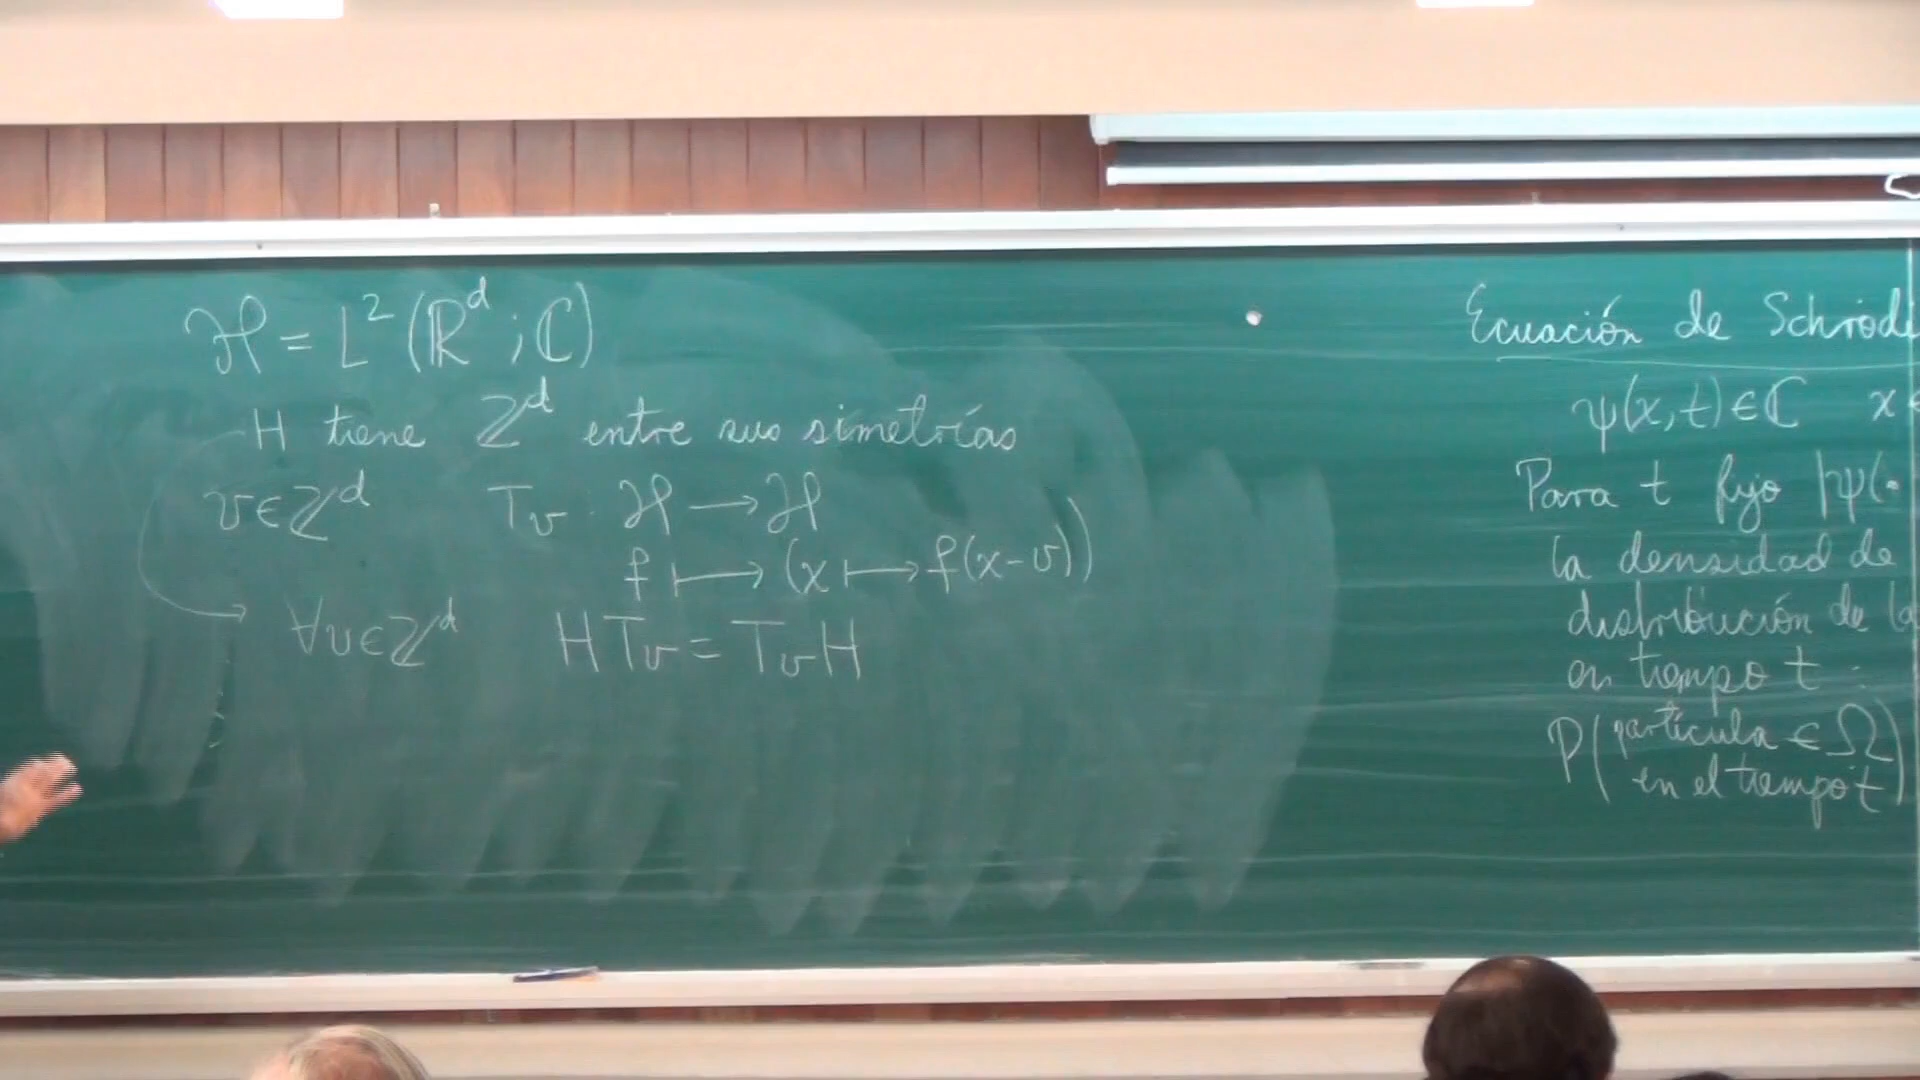 ℋ = L² (ℝᵈ ; ℂ)
H tiene ℤᵈ entre sus simetrías
v ∈ ℤᵈ T_v : ℋ → ℋ
f ↦ (x ↦ f(x-v))
∀v ∈ ℤᵈ H T_v = T_v H
Ecuación de Schrödi
ψ(x,t) ∈ ℂ x ∈
Para t fijo |ψ(·
la densidad de
distribución de la
en tiempo t :
P( partícula ∈ Ω )
en el tiempo t